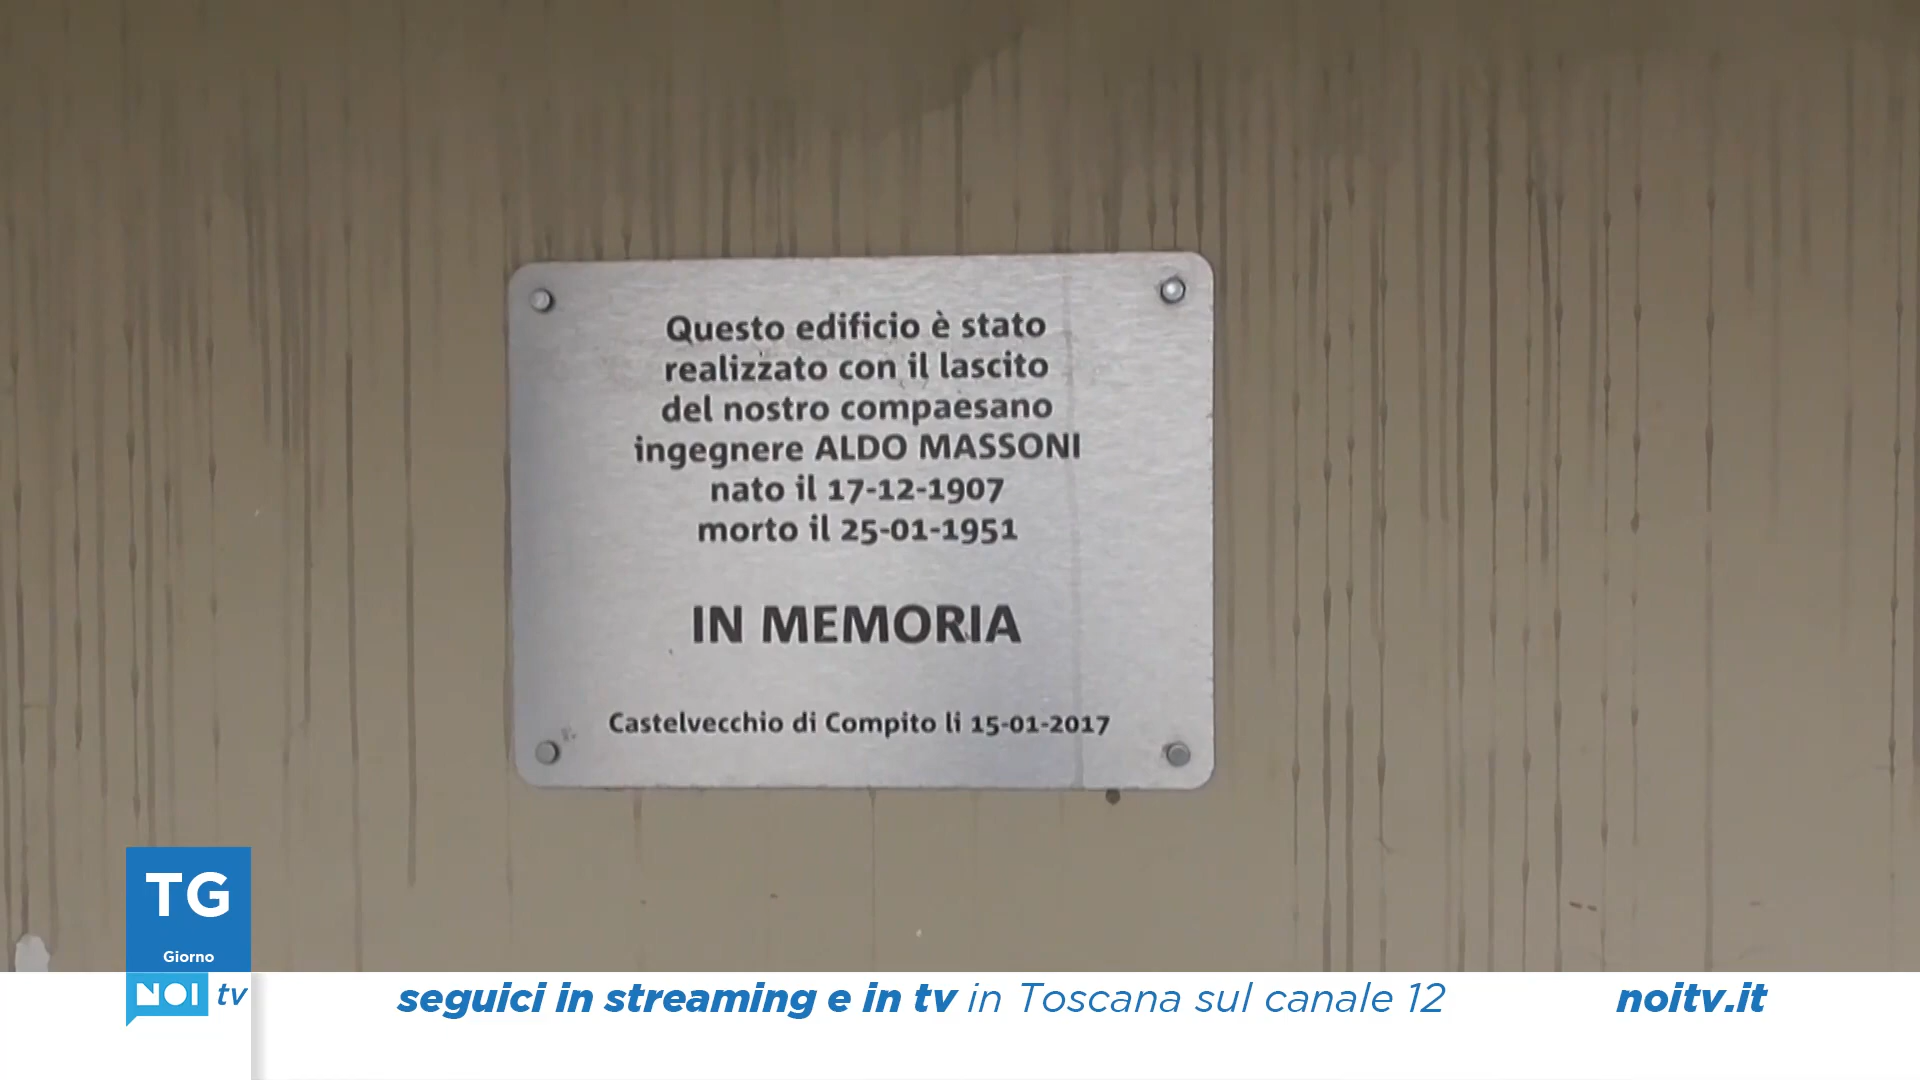 Questo edificio è stato
realizzato con il lascito
del nostro compaesano
ingegnere ALDO MASSONI
nato il 17-12-1907
morto il 25-01-1951
IN MEMORIA
Castelvecchio di Compito li 15-01-2017
TG
Giorno
NOI tv
seguici in streaming e in tv in Toscana sul canale 12
noitv.it